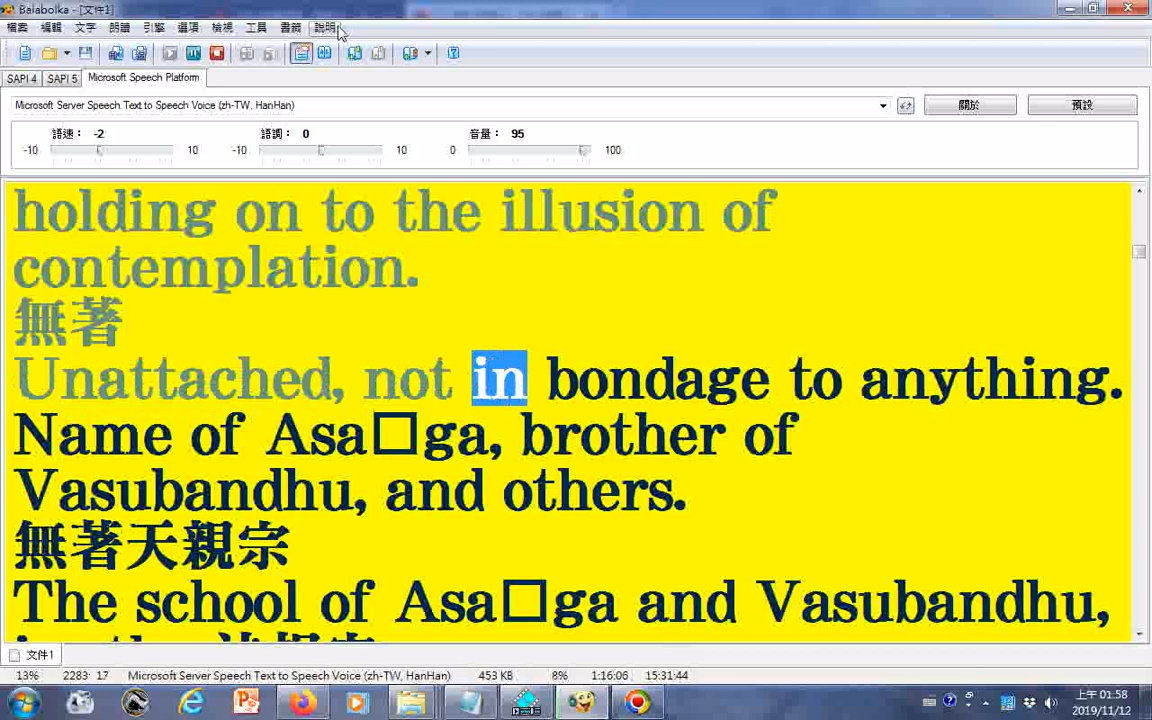 Balabolka - [文件1]
檔案 編輯 文字 朗讀 引擎 選項 檢視 工具 書籤 說明
SAPI 4 SAPI 5 Microsoft Speech Platform
Microsoft Server Speech Text to Speech Voice (zh-TW, HanHan) 關於 預設
語速： -2 語調： 0 音量： 95
-10 10 -10 10 0 100
holding on to the illusion of
contemplation.
無著
Unattached, not in bondage to anything.
Name of Asa□ga, brother of
Vasubandhu, and others.
無著天親宗
The school of Asa□ga and Vasubandhu,
文件1
13% 2283: 17 Microsoft Server Speech Text to Speech Voice (zh-TW, HanHan) 453 KB 8% 1:16:06 15:31:44
上午 01:58
2019/11/12